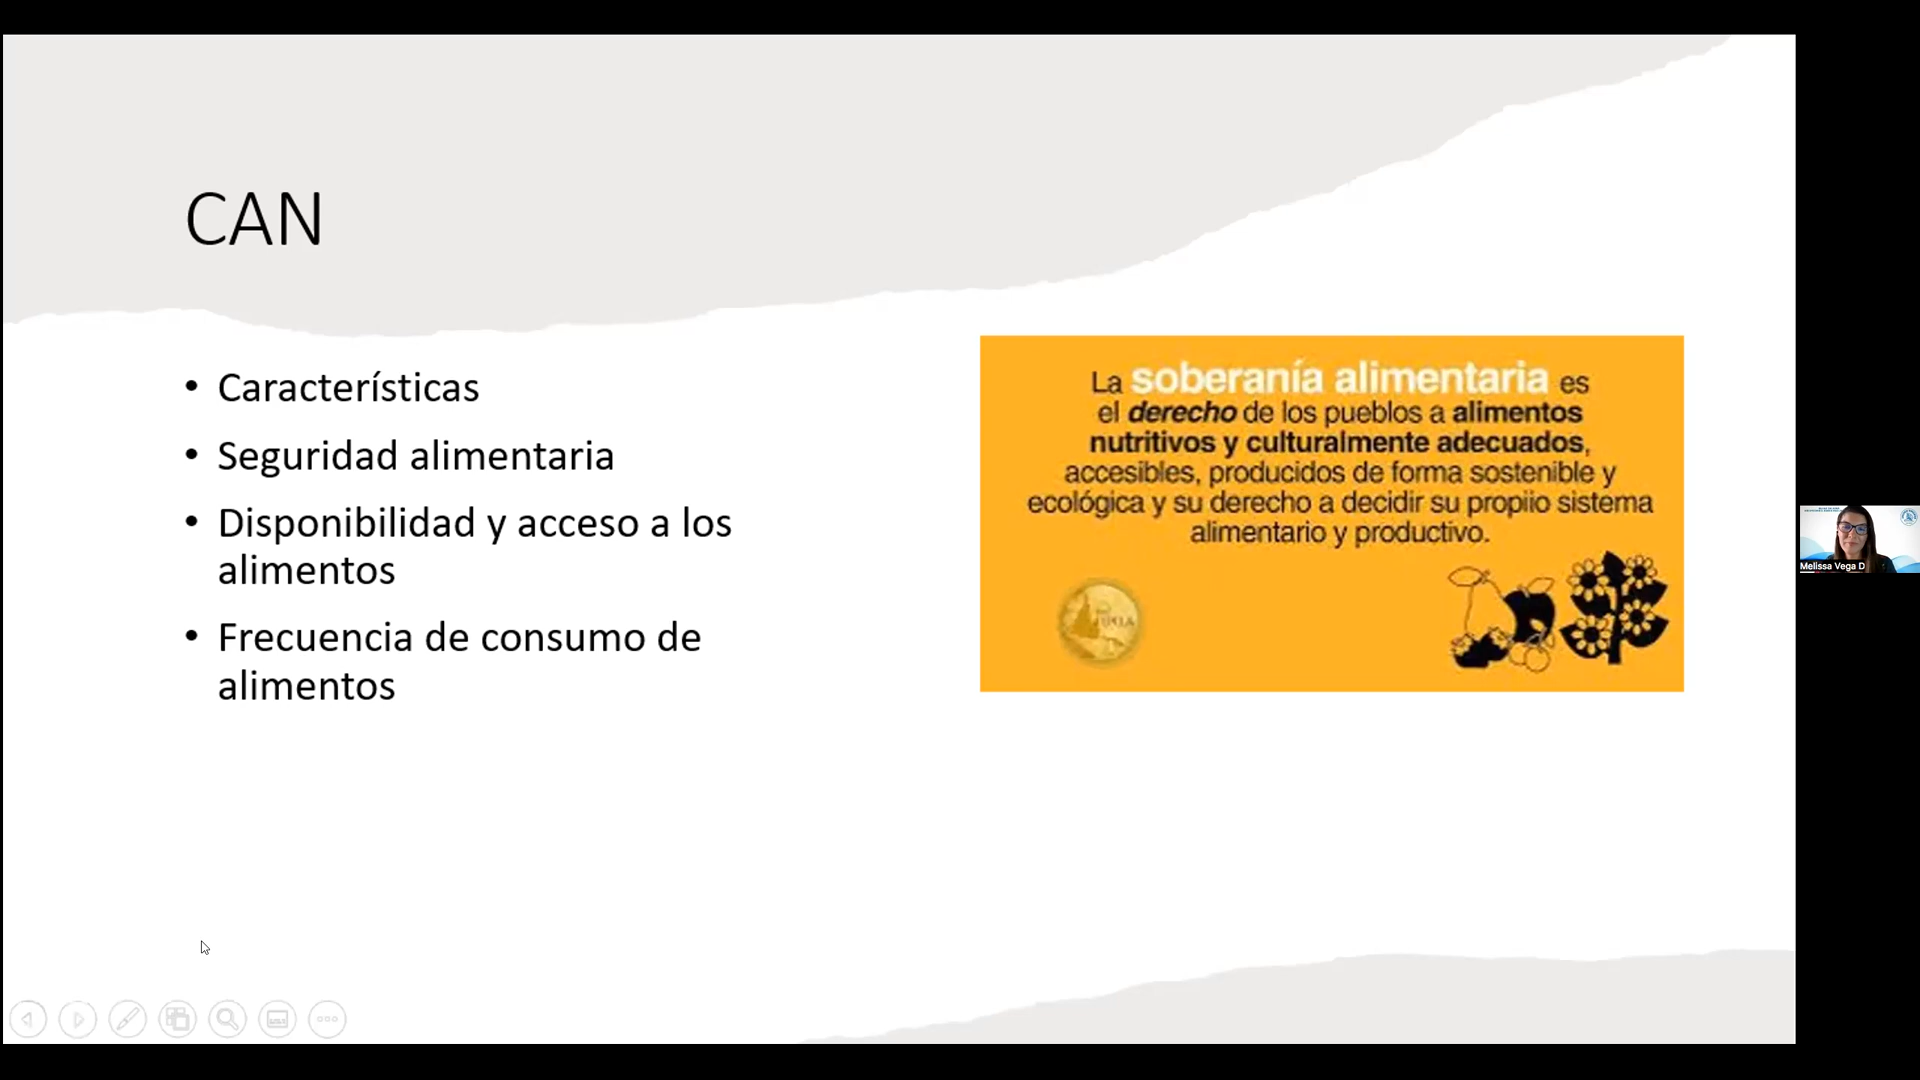 CAN
• Características
• Seguridad alimentaria
• Disponibilidad y acceso a los
alimentos
• Frecuencia de consumo de
alimentos
La soberanía alimentaria es
el derecho de los pueblos a alimentos
nutritivos y culturalmente adecuados,
accesibles, producidos de forma sostenible y
ecológica y su derecho a decidir su propiio sistema
alimentario y productivo.
Melissa Vega D